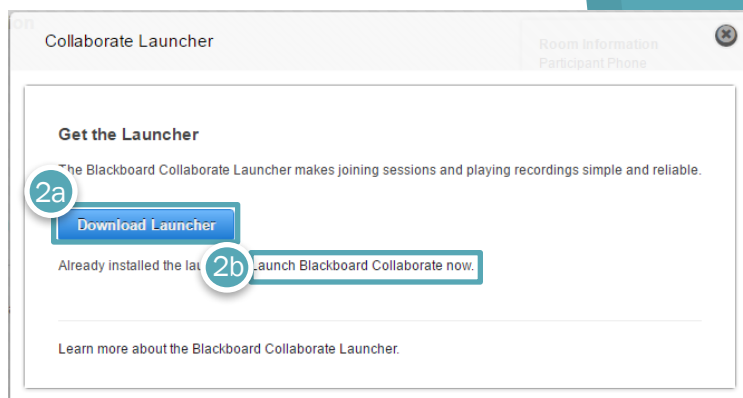 on
Collaborate Launcher
Room Information
Participant Phone
Get the Launcher
The Blackboard Collaborate Launcher makes joining sessions and playing recordings simple and reliable.
2a
Download Launcher
Already installed the lau 2b Launch Blackboard Collaborate now.
Learn more about the Blackboard Collaborate Launcher.